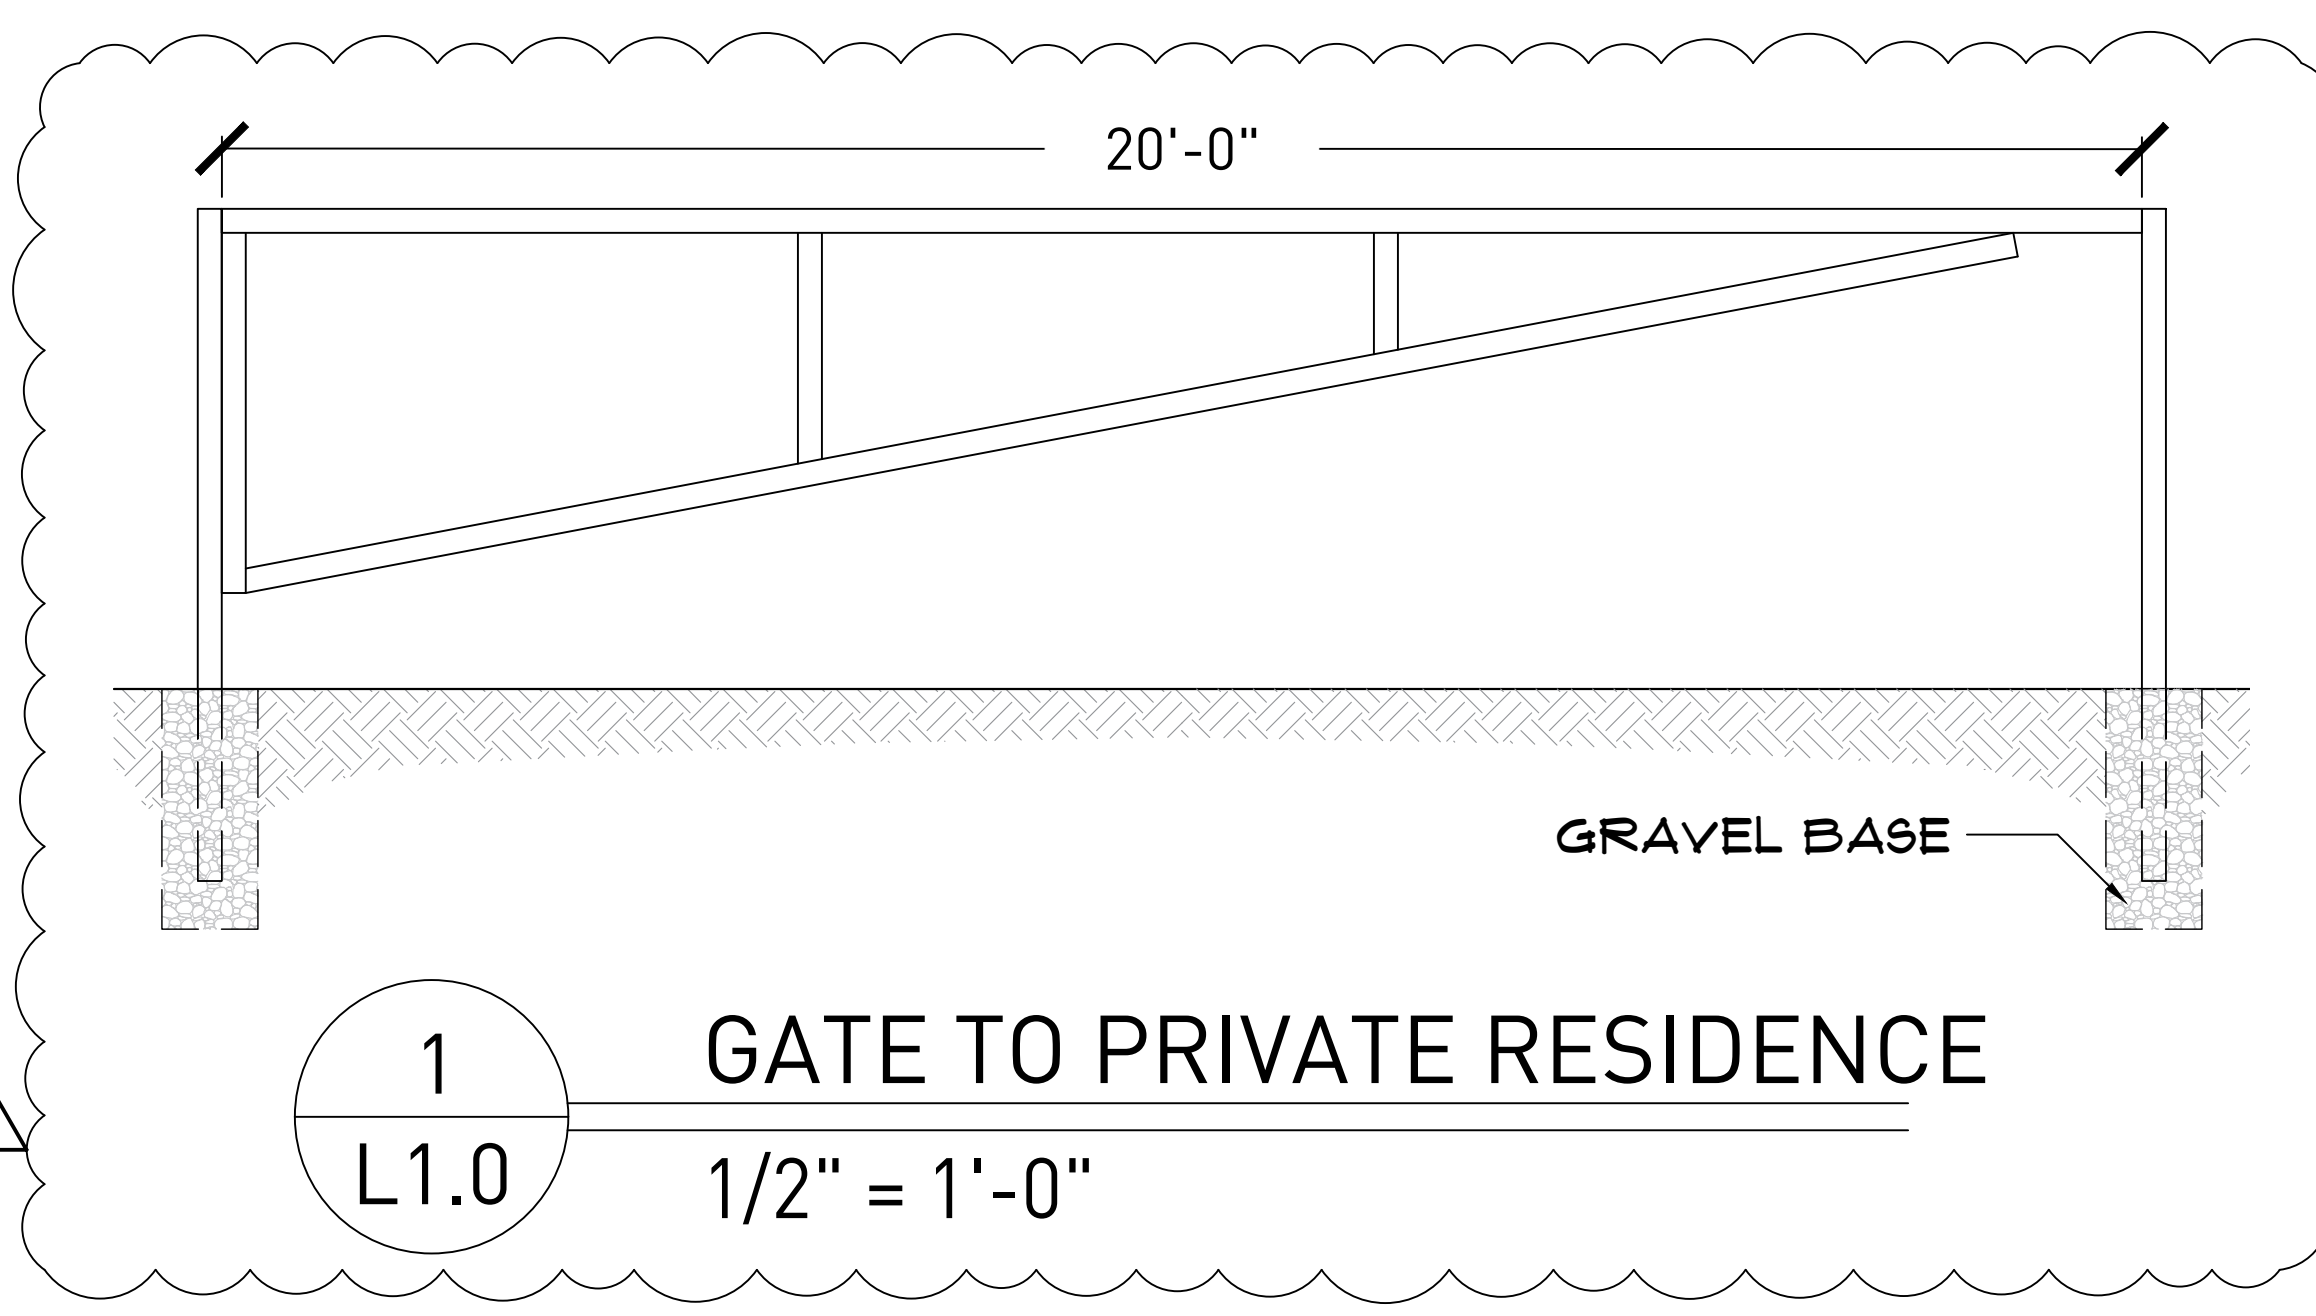 20'-0"
GRAVEL BASE
1
L1.0
GATE TO PRIVATE RESIDENCE
1/2" = 1'-0"